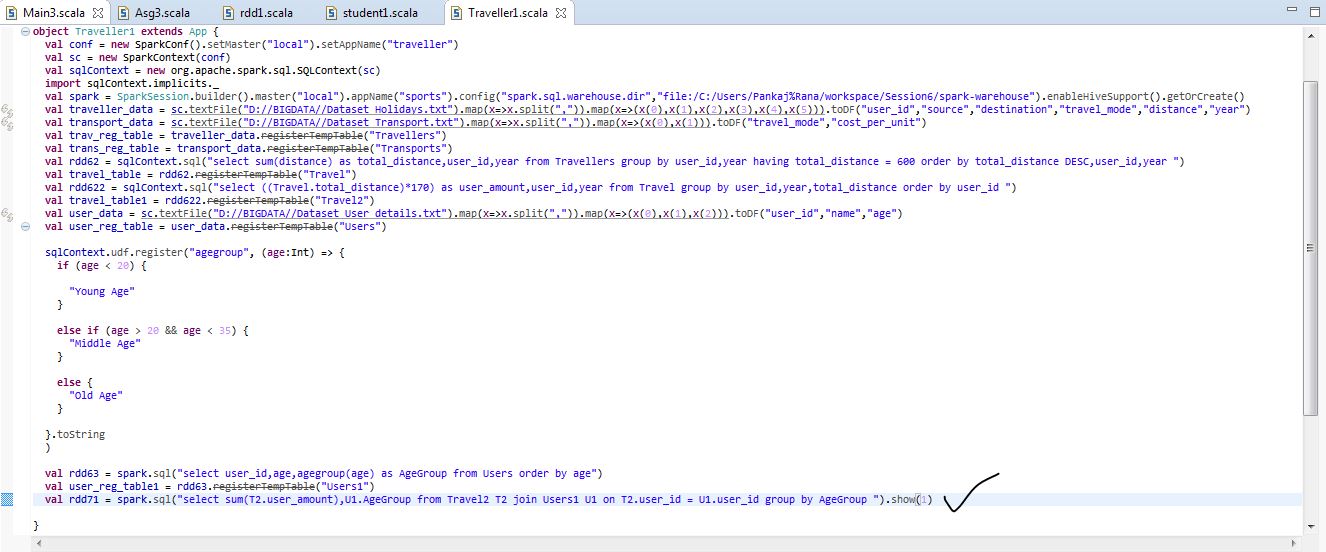 Main3.scala Asg3.scala rdd1.scala student1.scala Traveller1.scala
object Traveller1 extends App {
val conf = new SparkConf().setMaster("local").setAppName("traveller")
val sc = new SparkContext(conf)
val sqlContext = new org.apache.spark.sql.SQLContext(sc)
import sqlContext.implicits._
val spark = SparkSession.builder().master("local").appName("sports").config("spark.sql.warehouse.dir","file:/C:/Users/Pankaj%Rana/workspace/Session6/spark-warehouse").enableHiveSupport().getOrCreate()
val traveller_data = sc.textFile("D://BIGDATA//Dataset_Holidays.txt").map(x=>x.split(",")).map(x=>(x(0),x(1),x(2),x(3),x(4),x(5))).toDF("user_id","source","destination","travel_mode","distance","year")
val transport_data = sc.textFile("D://BIGDATA//Dataset_Transport.txt").map(x=>x.split(",")).map(x=>(x(0),x(1))).toDF("travel_mode","cost_per_unit")
val trav_reg_table = traveller_data.registerTempTable("Travellers")
val trans_reg_table = transport_data.registerTempTable("Transports")
val rdd62 = sqlContext.sql("select sum(distance) as total_distance,user_id,year from Travellers group by user_id,year having total_distance = 600 order by total_distance DESC,user_id,year ")
val travel_table = rdd62.registerTempTable("Travel")
val rdd622 = sqlContext.sql("select ((Travel.total_distance)*170) as user_amount,user_id,year from Travel group by user_id,year,total_distance order by user_id ")
val travel_table1 = rdd622.registerTempTable("Travel2")
val user_data = sc.textFile("D://BIGDATA//Dataset_User_details.txt").map(x=>x.split(",")).map(x=>(x(0),x(1),x(2))).toDF("user_id","name","age")
val user_reg_table = user_data.registerTempTable("Users")
sqlContext.udf.register("agegroup", (age:Int) => {
if (age < 20) {
"Young Age"
}
else if (age > 20 && age < 35) {
"Middle Age"
}
else {
"Old Age"
}
}.toString
)
val rdd63 = spark.sql("select user_id,age,agegroup(age) as AgeGroup from Users order by age")
val user_reg_table1 = rdd63.registerTempTable("Users1")
val rdd71 = spark.sql("select sum(T2.user_amount),U1.AgeGroup from Travel2 T2 join Users1 U1 on T2.user_id = U1.user_id group by AgeGroup ").show(1)
}